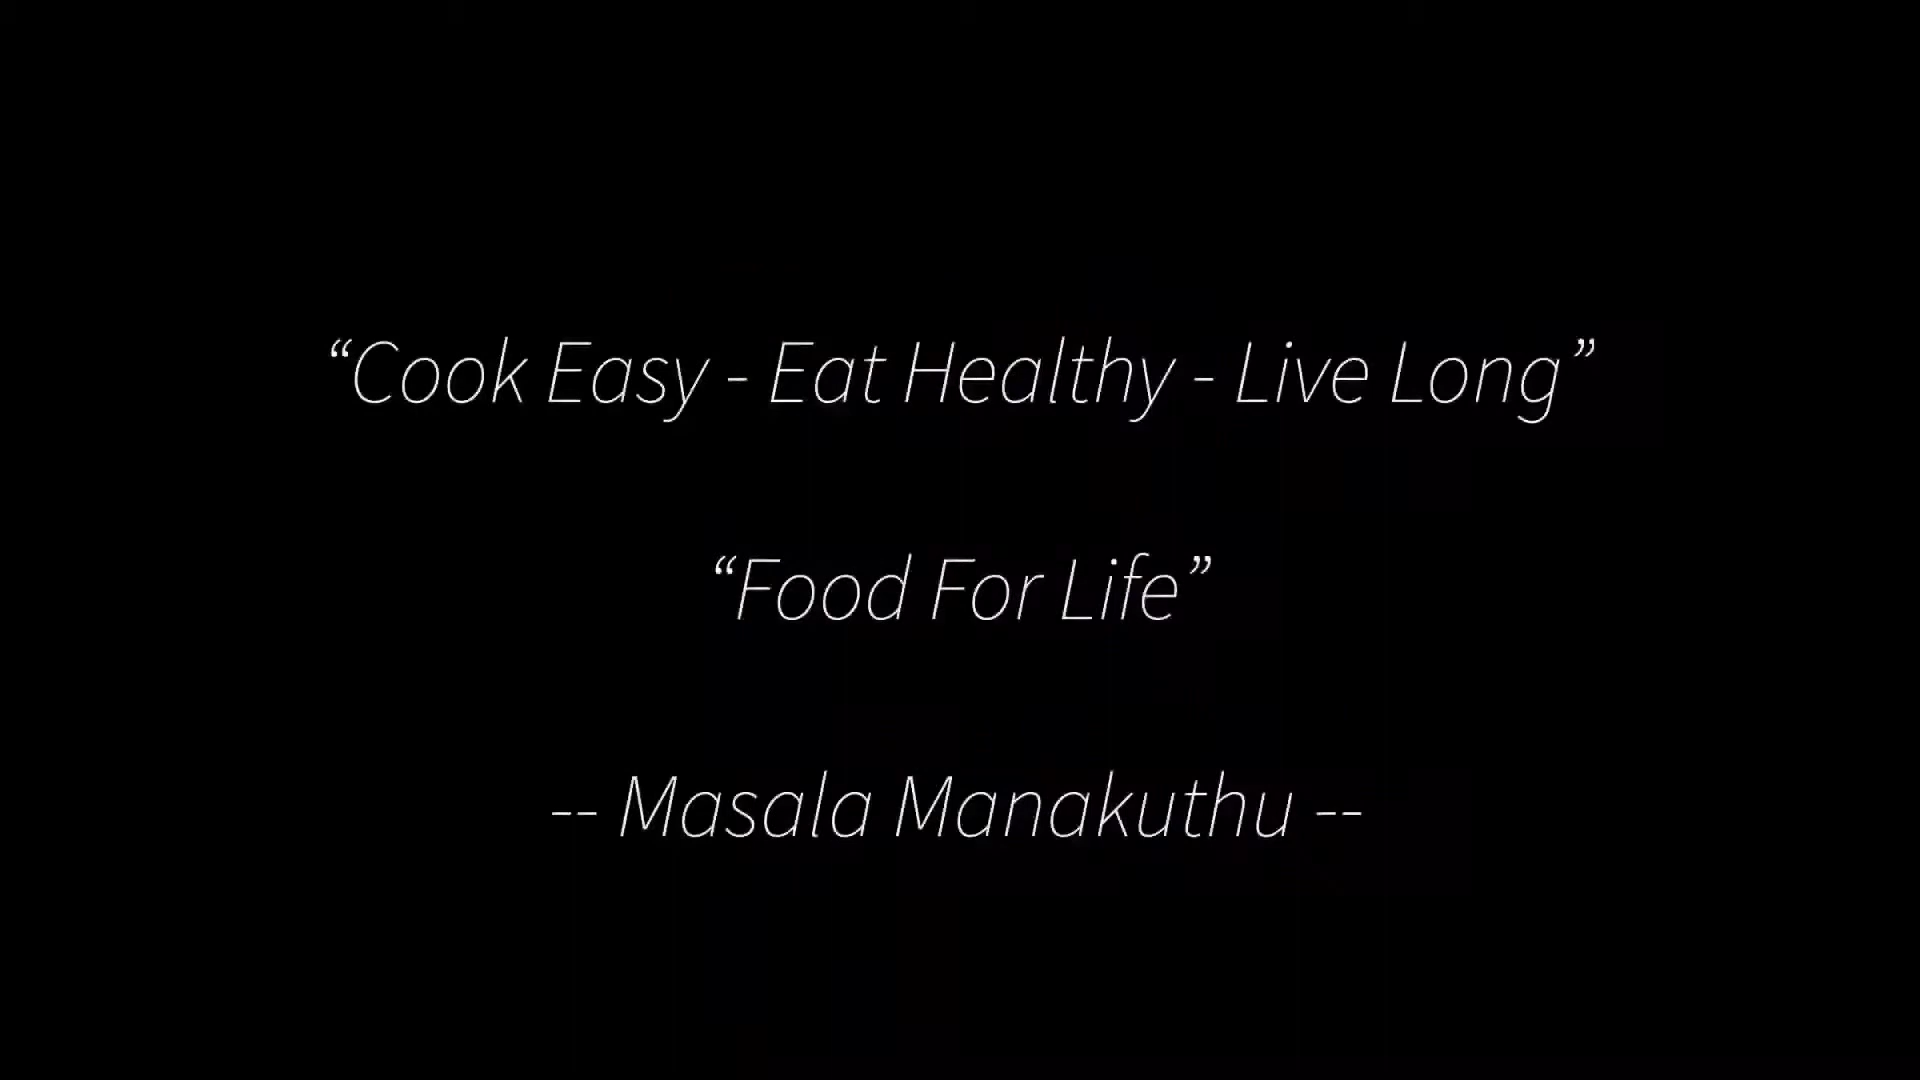 “Cook Easy - Eat Healthy - Live Long”
“Food For Life”
-- Masala Manakuthu --